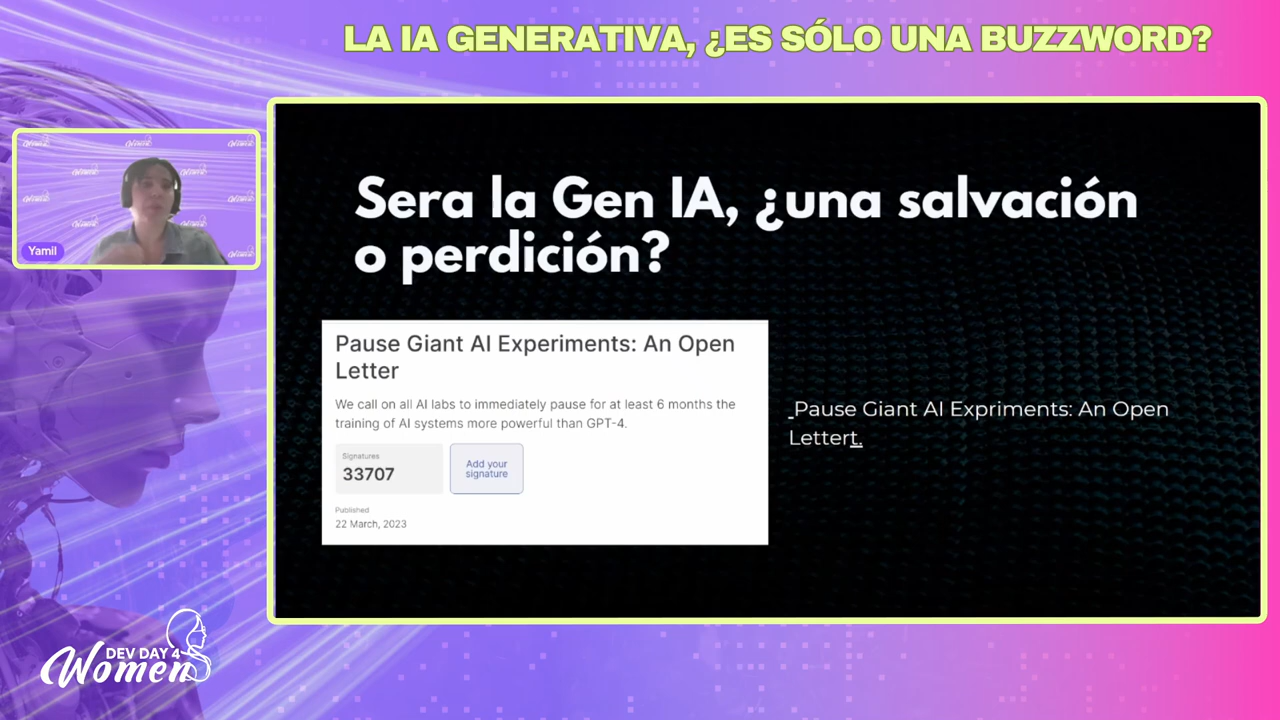 LA IA GENERATIVA, ¿ES SÓLO UNA BUZZWORD?
Yamil
Sera la Gen IA, ¿una salvación
o perdición?
Pause Giant AI Experiments: An Open
Letter
We call on all AI labs to immediately pause for at least 6 months the
training of AI systems more powerful than GPT-4.
Signatures
33707
Add your
signature
Published
22 March, 2023
Pause Giant AI Expriments: An Open
Lettert.
DEV DAY 4
Women